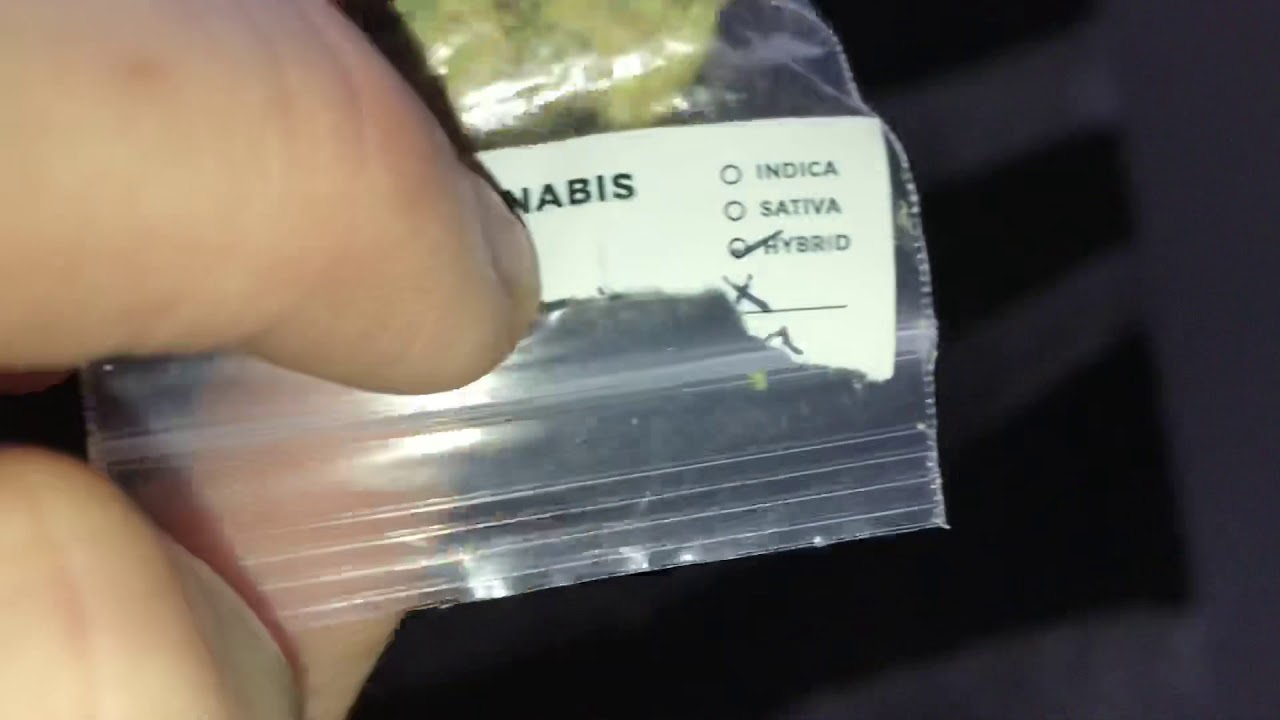 NABIS
INDICA
SATIVA
HYBRID